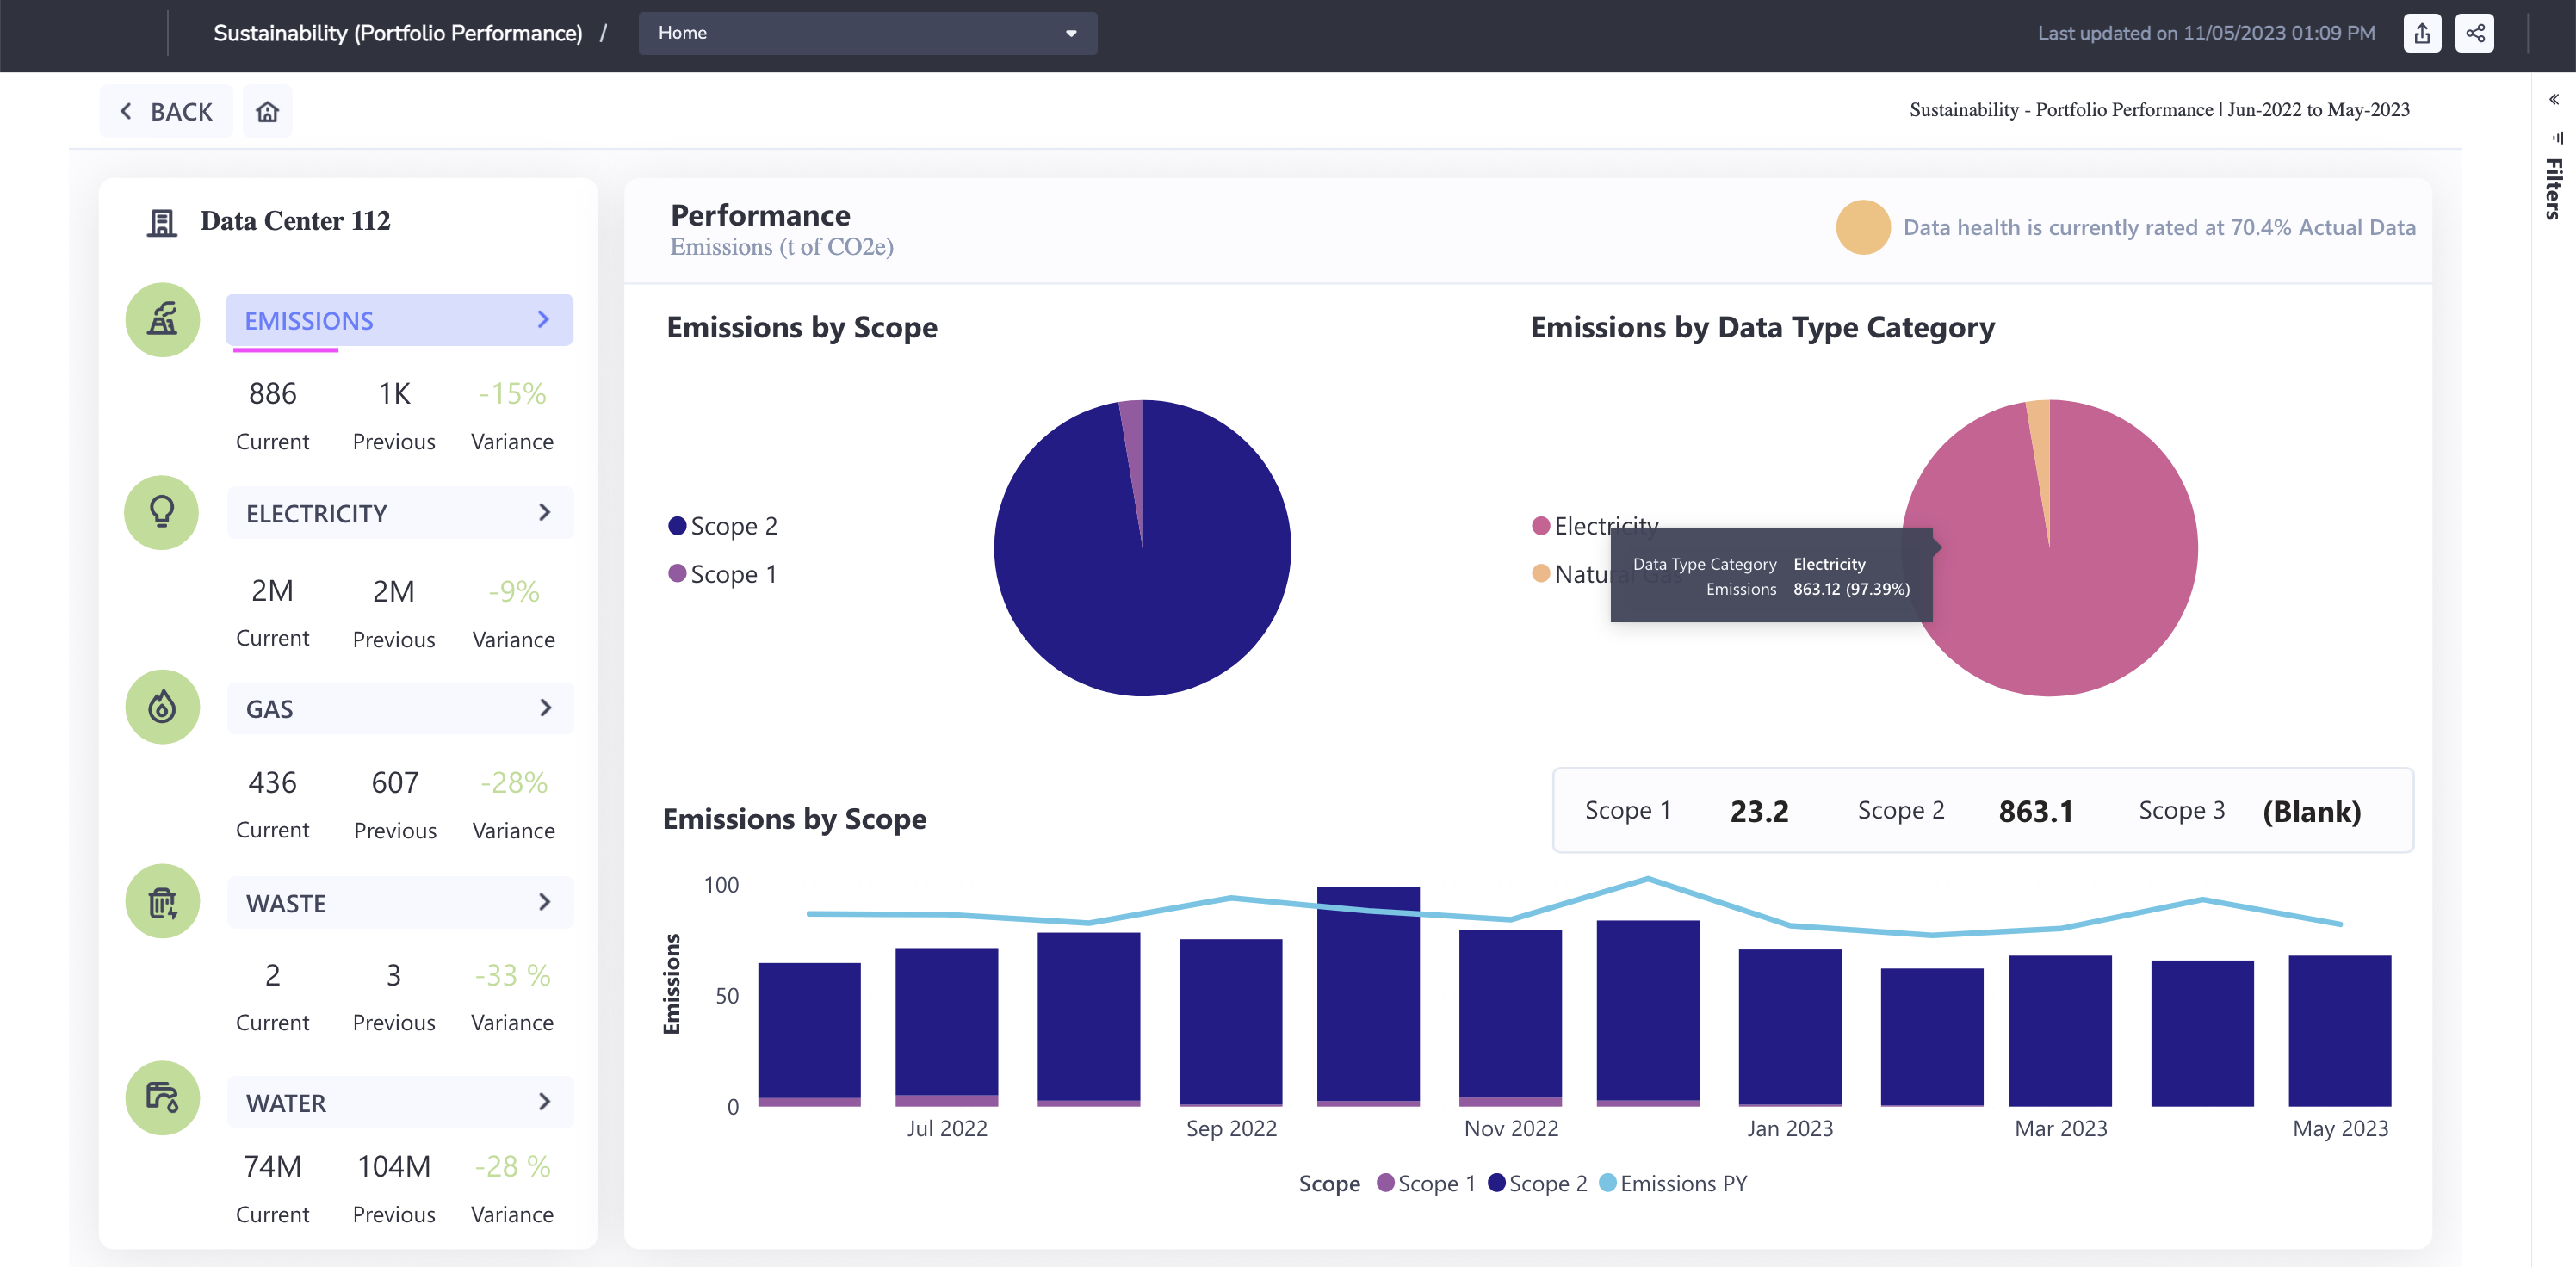 Sustainability (Portfolio Performance) / Home
Last updated on 11/05/2023 01:09 PM
BACK
Sustainability - Portfolio Performance | Jun-2022 to May-2023
Filters
Data Center 112
EMISSIONS
886 1K -15%
Current Previous Variance
ELECTRICITY
2M 2M -9%
Current Previous Variance
GAS
436 607 -28%
Current Previous Variance
WASTE
2 3 -33 %
Current Previous Variance
WATER
74M 104M -28 %
Current Previous Variance
Performance
Emissions (t of CO2e)
Data health is currently rated at 70.4% Actual Data
Emissions by Scope
Scope 2
Scope 1
Emissions by Data Type Category
Electricity
Natural Gas
Data Type Category Electricity
Emissions 863.12 (97.39%)
Scope 1 23.2 Scope 2 863.1 Scope 3 (Blank)
Emissions by Scope
Emissions
100
50
0
Jul 2022 Sep 2022 Nov 2022 Jan 2023 Mar 2023 May 2023
Scope Scope 1 Scope 2 Emissions PY